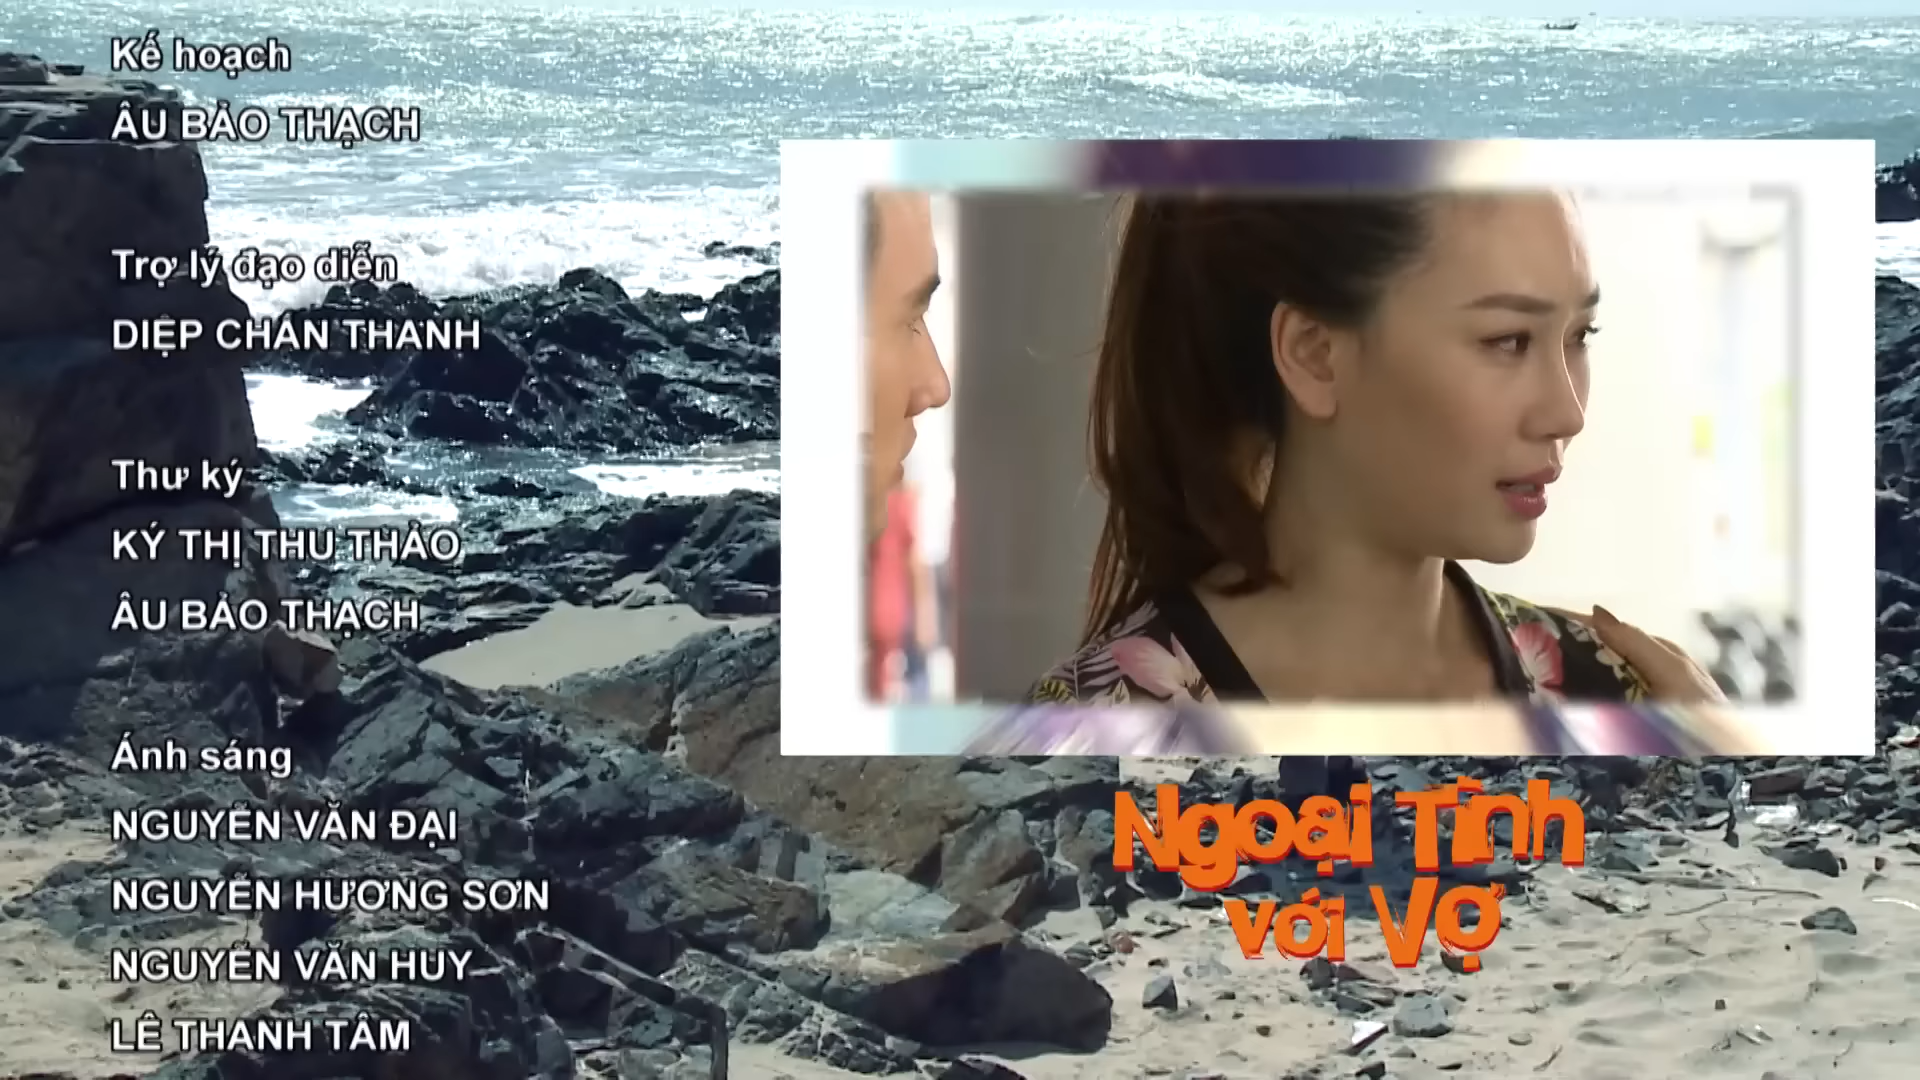 Kế hoạch
ÂU BẢO THẠCH
Trợ lý đạo diễn
DIỆP CHẤN THANH
Thư ký
KÝ THỊ THU THẢO
ÂU BẢO THẠCH
Ánh sáng
NGUYỄN VĂN ĐẠI
NGUYỄN HƯƠNG SƠN
NGUYỄN VĂN HUY
LÊ THANH TÂM
Ngoại Tình
với Vợ